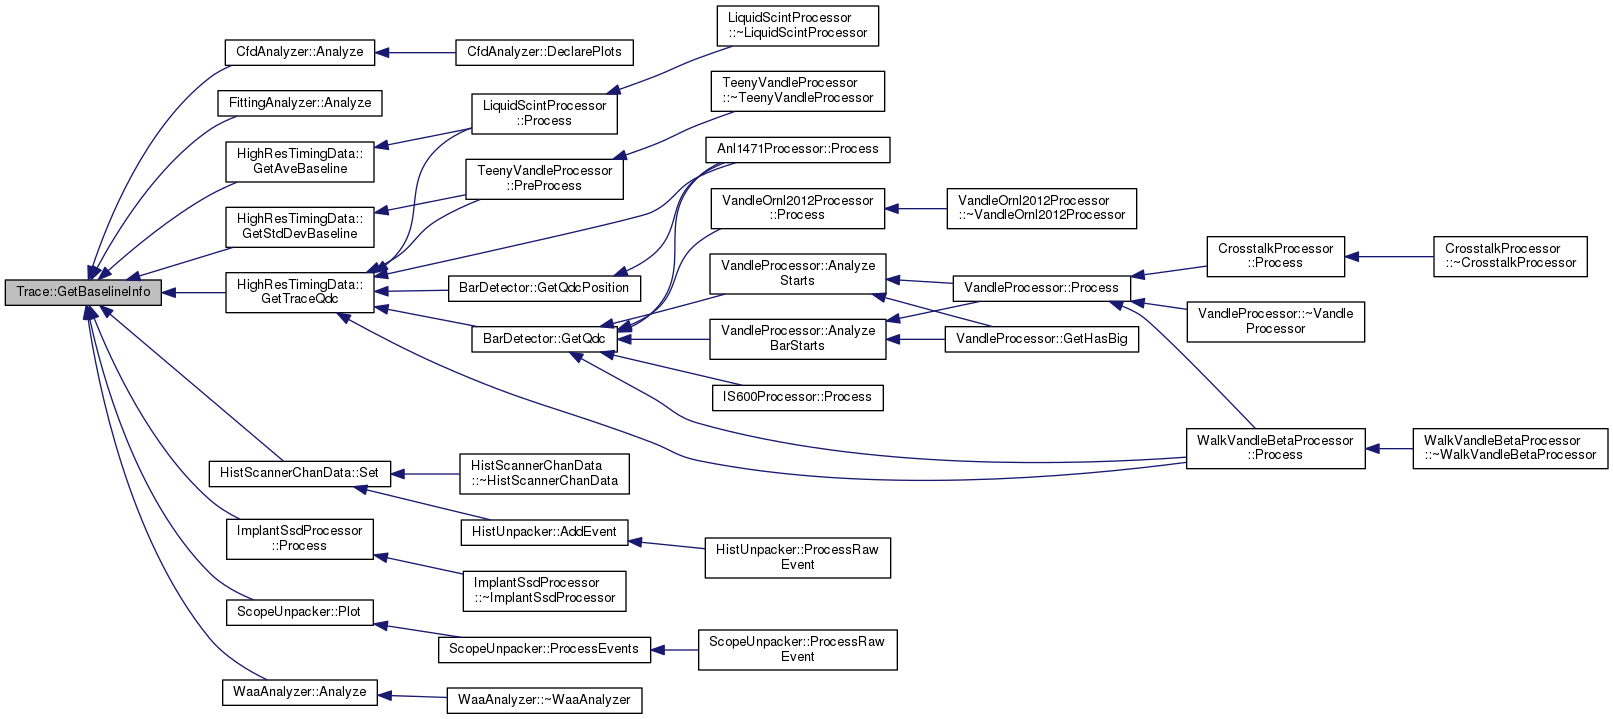 Trace::GetBaselineInfo
CfdAnalyzer::Analyze
CfdAnalyzer::DeclarePlots
FittingAnalyzer::Analyze
HighResTimingData::
GetAveBaseline
HighResTimingData::
GetStdDevBaseline
HighResTimingData::
GetTraceQdc
HistScannerChanData::Set
ImplantSsdProcessor
::Process
ScopeUnpacker::Plot
WaaAnalyzer::Analyze
LiquidScintProcessor
::Process
TeenyVandleProcessor
::PreProcess
BarDetector::GetQdcPosition
BarDetector::GetQdc
HistScannerChanData
::~HistScannerChanData
HistUnpacker::AddEvent
ImplantSsdProcessor
::~ImplantSsdProcessor
ScopeUnpacker::ProcessEvents
WaaAnalyzer::~WaaAnalyzer
LiquidScintProcessor
::~LiquidScintProcessor
TeenyVandleProcessor
::~TeenyVandleProcessor
Anl1471Processor::Process
VandleOrnl2012Processor
::Process
VandleProcessor::Analyze
Starts
VandleProcessor::Analyze
BarStarts
IS600Processor::Process
HistUnpacker::ProcessRaw
Event
ScopeUnpacker::ProcessRaw
Event
VandleOrnl2012Processor
::~VandleOrnl2012Processor
VandleProcessor::Process
VandleProcessor::GetHasBig
CrosstalkProcessor
::Process
VandleProcessor::~Vandle
Processor
WalkVandleBetaProcessor
::Process
CrosstalkProcessor
::~CrosstalkProcessor
WalkVandleBetaProcessor
::~WalkVandleBetaProcessor